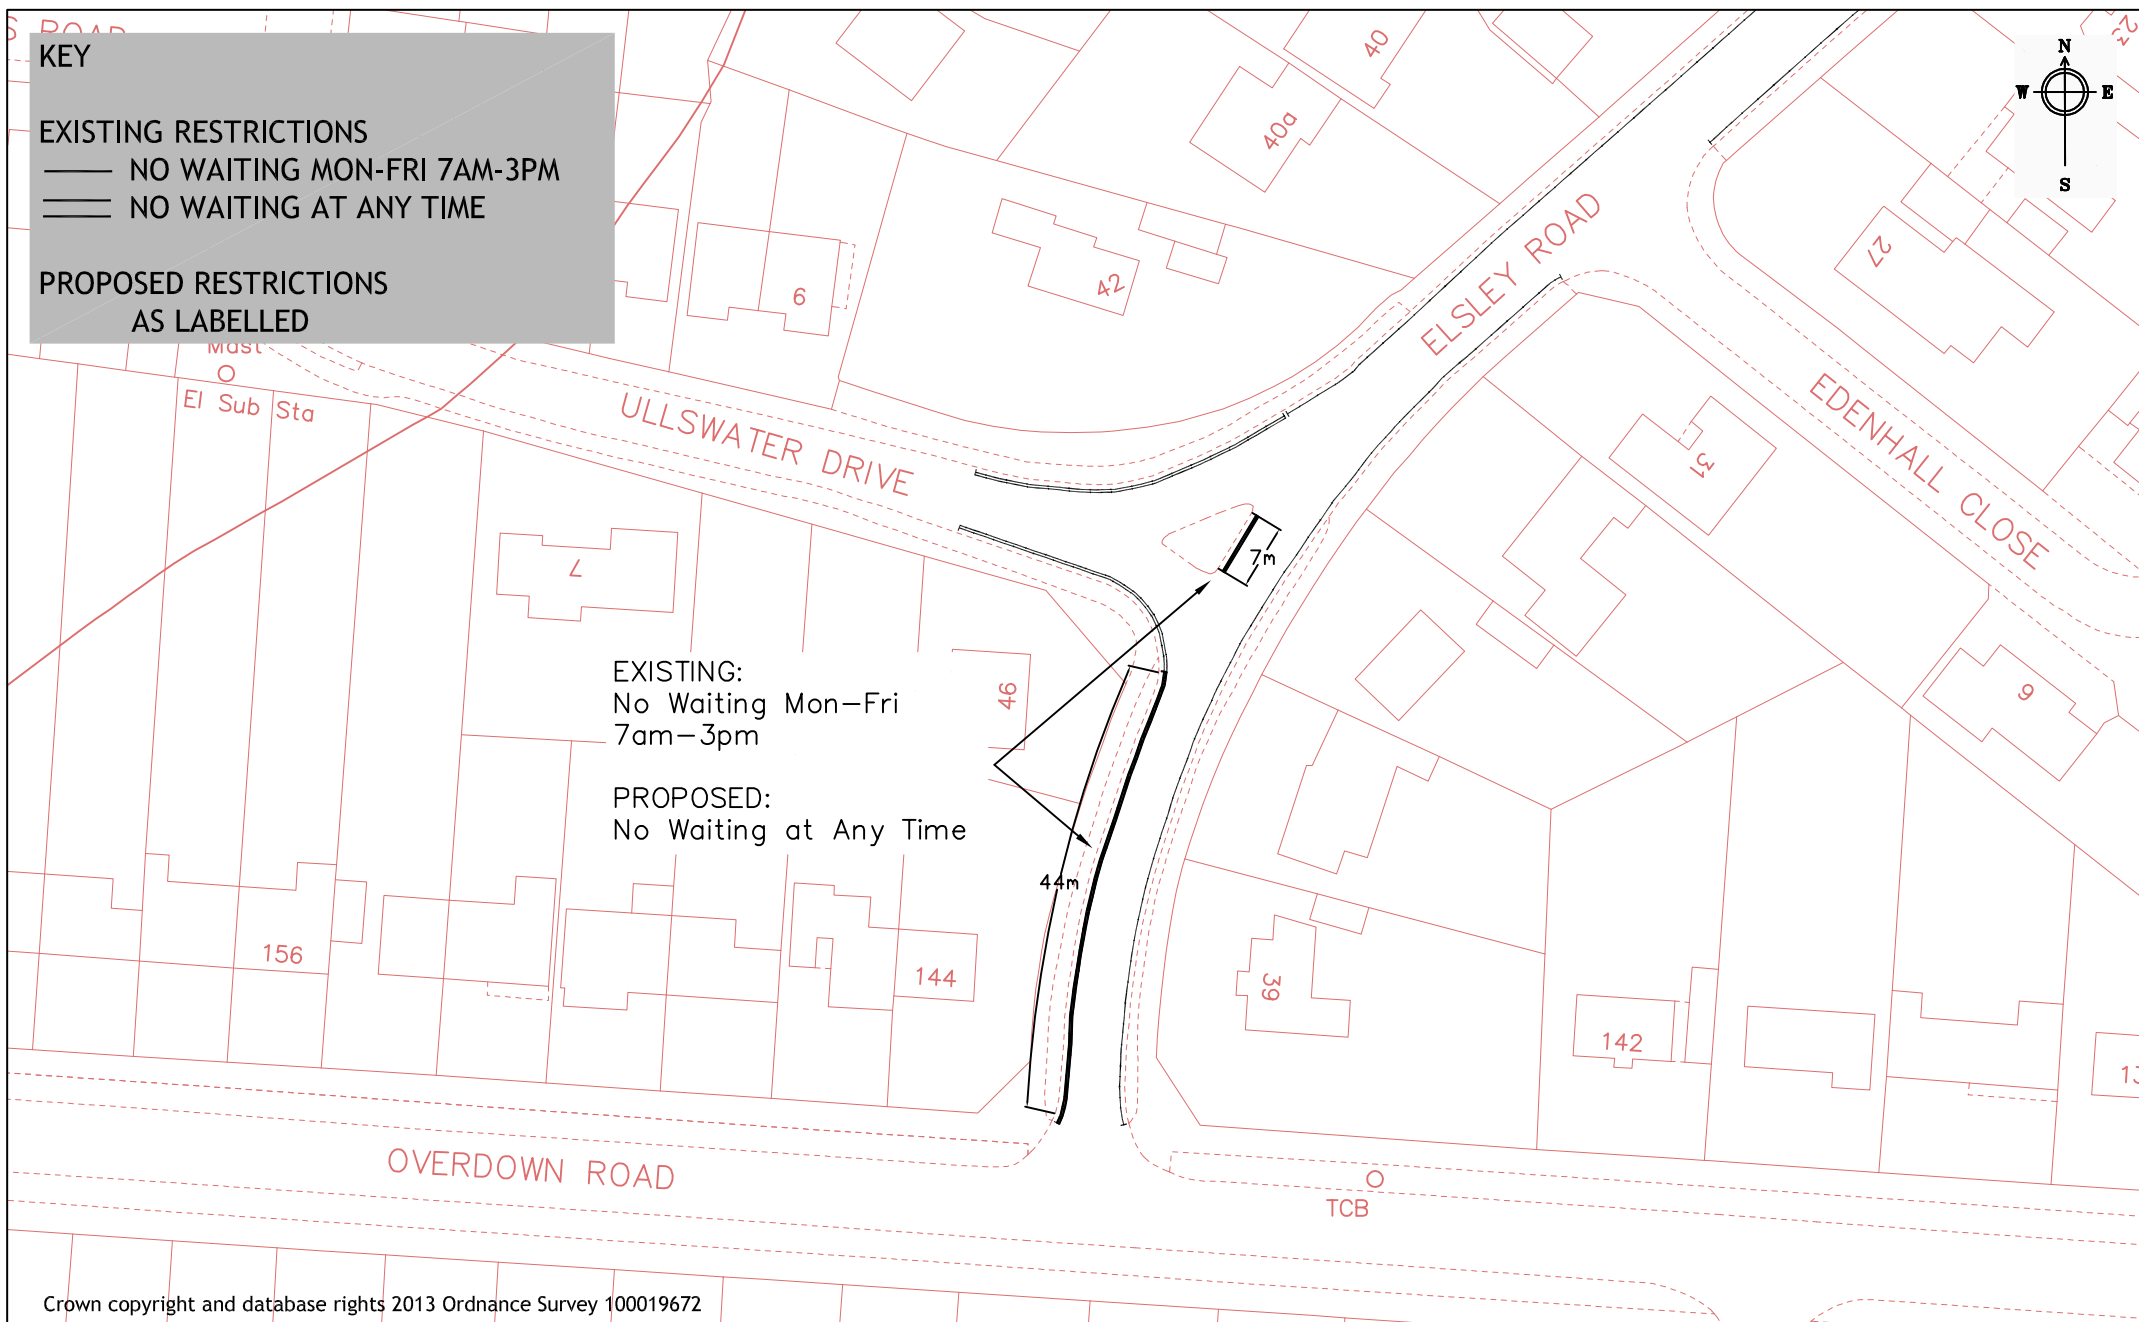 S ROAD
KEY
EXISTING RESTRICTIONS
NO WAITING MON-FRI 7AM-3PM
NO WAITING AT ANY TIME
PROPOSED RESTRICTIONS
AS LABELLED
N
W E
S
23
40
40a
42
6
27
ELSLEY ROAD
Mast
El Sub Sta
ULLSWATER DRIVE
EDENHALL CLOSE
31
7
7m
46
9
EXISTING:
No Waiting Mon-Fri
7am-3pm
PROPOSED:
No Waiting at Any Time
44m
156
144
39
142
OVERDOWN ROAD
TCB
Crown copyright and database rights 2013 Ordnance Survey 100019672